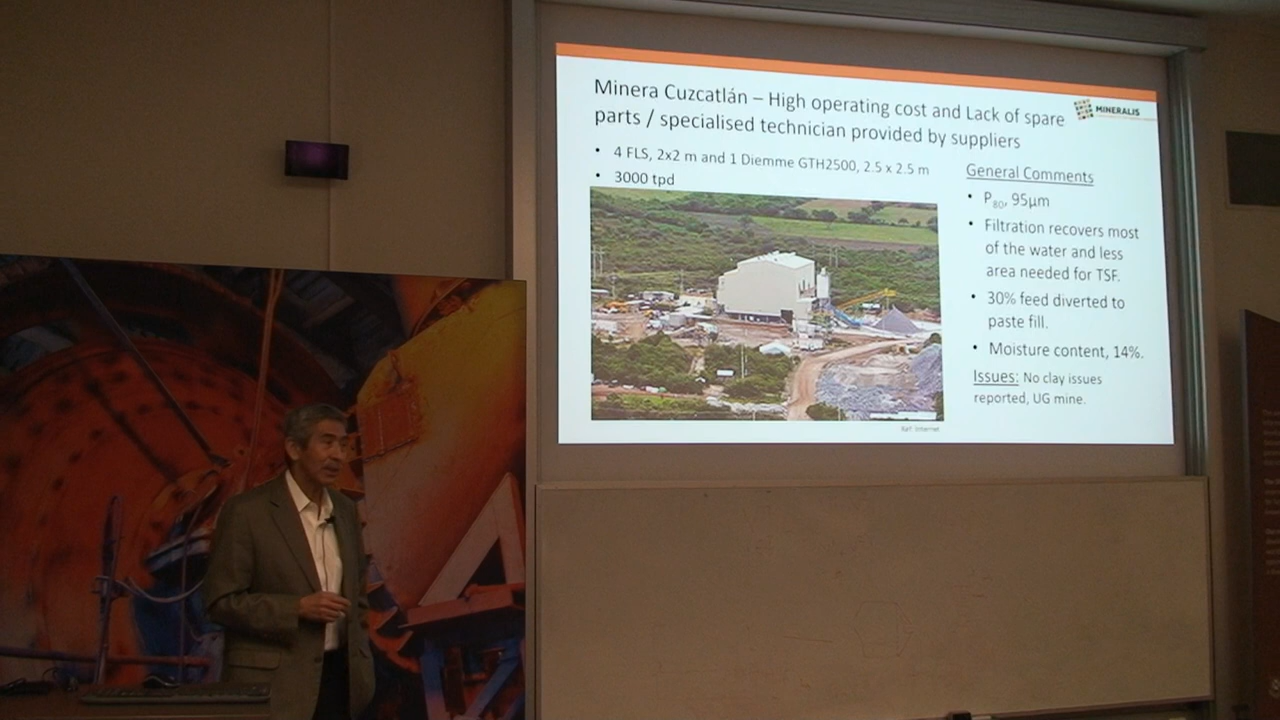 Minera Cuzcatlán – High operating cost and Lack of spare
parts / specialised technician provided by suppliers
MINERALIS
• 4 FLS, 2x2 m and 1 Diemme GTH2500, 2.5 x 2.5 m
• 3000 tpd
General Comments
• P80, 95µm
• Filtration recovers most
of the water and less
area needed for TSF.
• 30% feed diverted to
paste fill.
• Moisture content, 14%.
Issues: No clay issues
reported, UG mine.
Ref: Internet